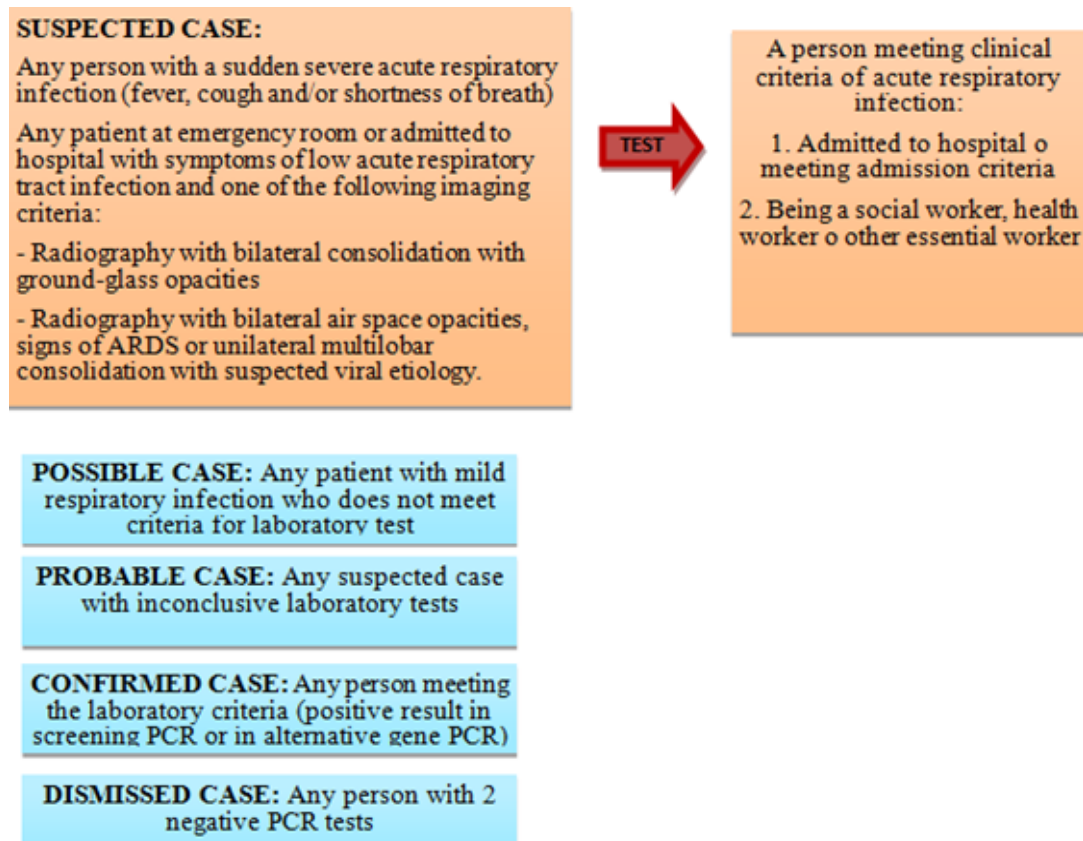 SUSPECTED CASE:
Any person with a sudden severe acute respiratory
infection (fever, cough and/or shortness of breath)
Any patient at emergency room or admitted to
hospital with symptoms of low acute respiratory
tract infection and one of the following imaging
criteria:
- Radiography with bilateral consolidation with
ground-glass opacities
- Radiography with bilateral air space opacities,
signs of ARDS or unilateral multilobar
consolidation with suspected viral etiology.
TEST
A person meeting clinical
criteria of acute respiratory
infection:
1. Admitted to hospital o
meeting admission criteria
2. Being a social worker, health
worker o other essential worker
POSSIBLE CASE: Any patient with mild
respiratory infection who does not meet
criteria for laboratory test
PROBABLE CASE: Any suspected case
with inconclusive laboratory tests
CONFIRMED CASE: Any person meeting
the laboratory criteria (positive result in
screening PCR or in alternative gene PCR)
DISMISSED CASE: Any person with 2
negative PCR tests